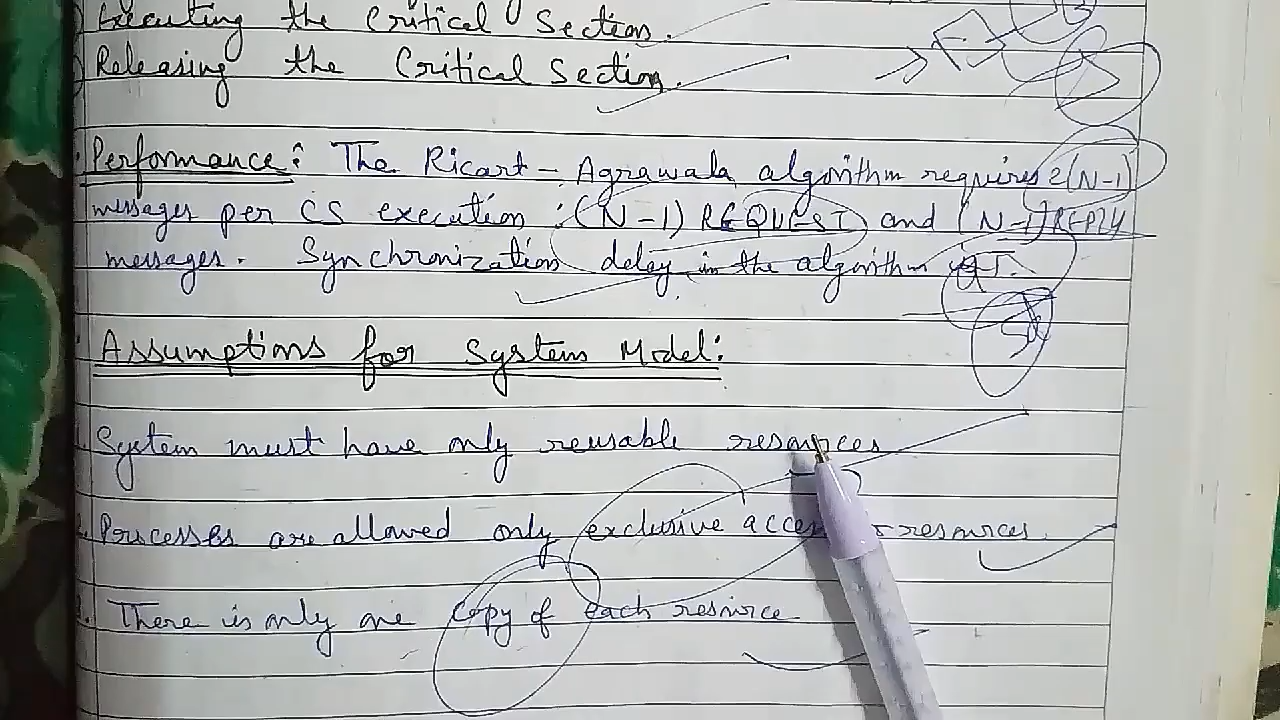 Executing the Critical Section.
Releasing the Critical Section.
Performance: The Ricart - Agrawala algorithm requires 2(N-1)
messages per CS execution : (N-1) REQUEST and (N-1) REPLY
messages. Synchronization delay in the algorithm is T.
Assumptions for System Model:
System must have only reusable resources
Processes are allowed only exclusive access resources.
There is only one copy of each resource